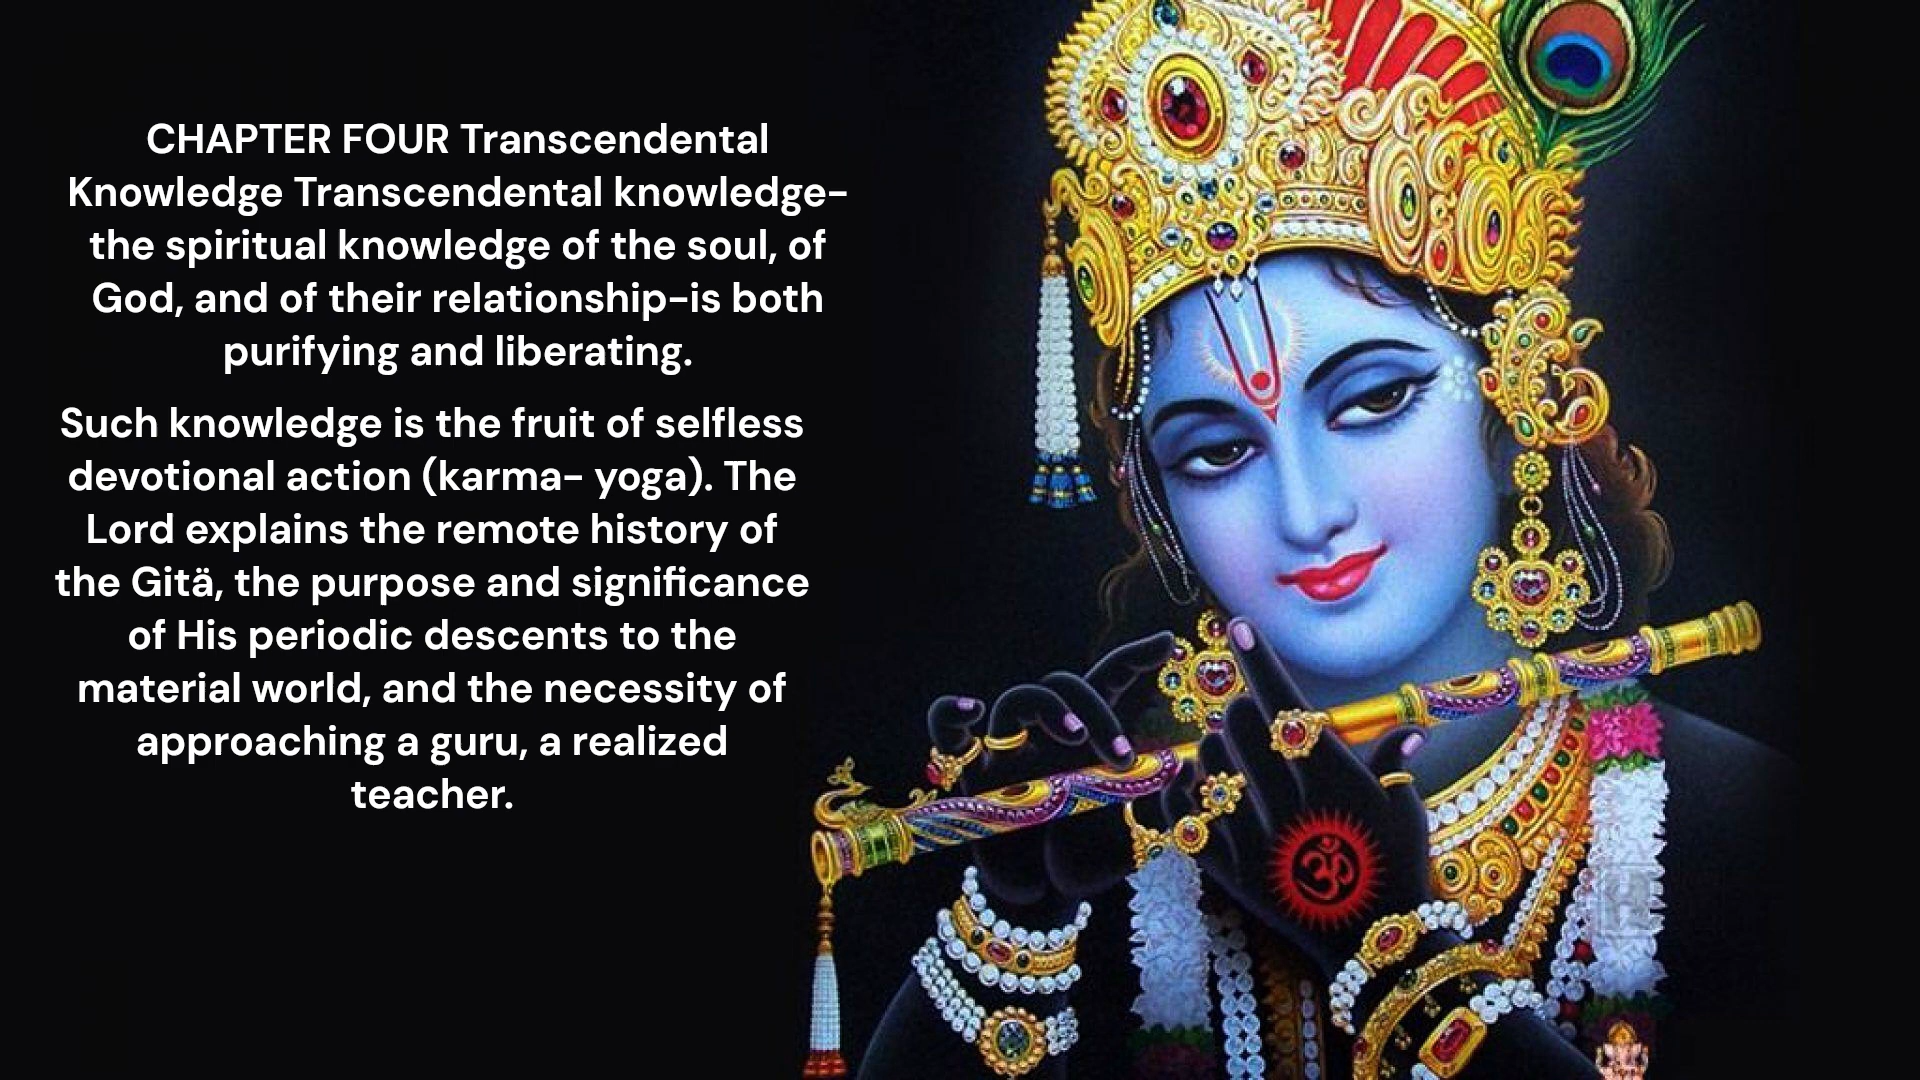 CHAPTER FOUR Transcendental
Knowledge Transcendental knowledge-
the spiritual knowledge of the soul, of
God, and of their relationship-is both
purifying and liberating.
Such knowledge is the fruit of selfless
devotional action (karma- yoga). The
Lord explains the remote history of
the Gitä, the purpose and significance
of His periodic descents to the
material world, and the necessity of
approaching a guru, a realized
teacher.
ॐ